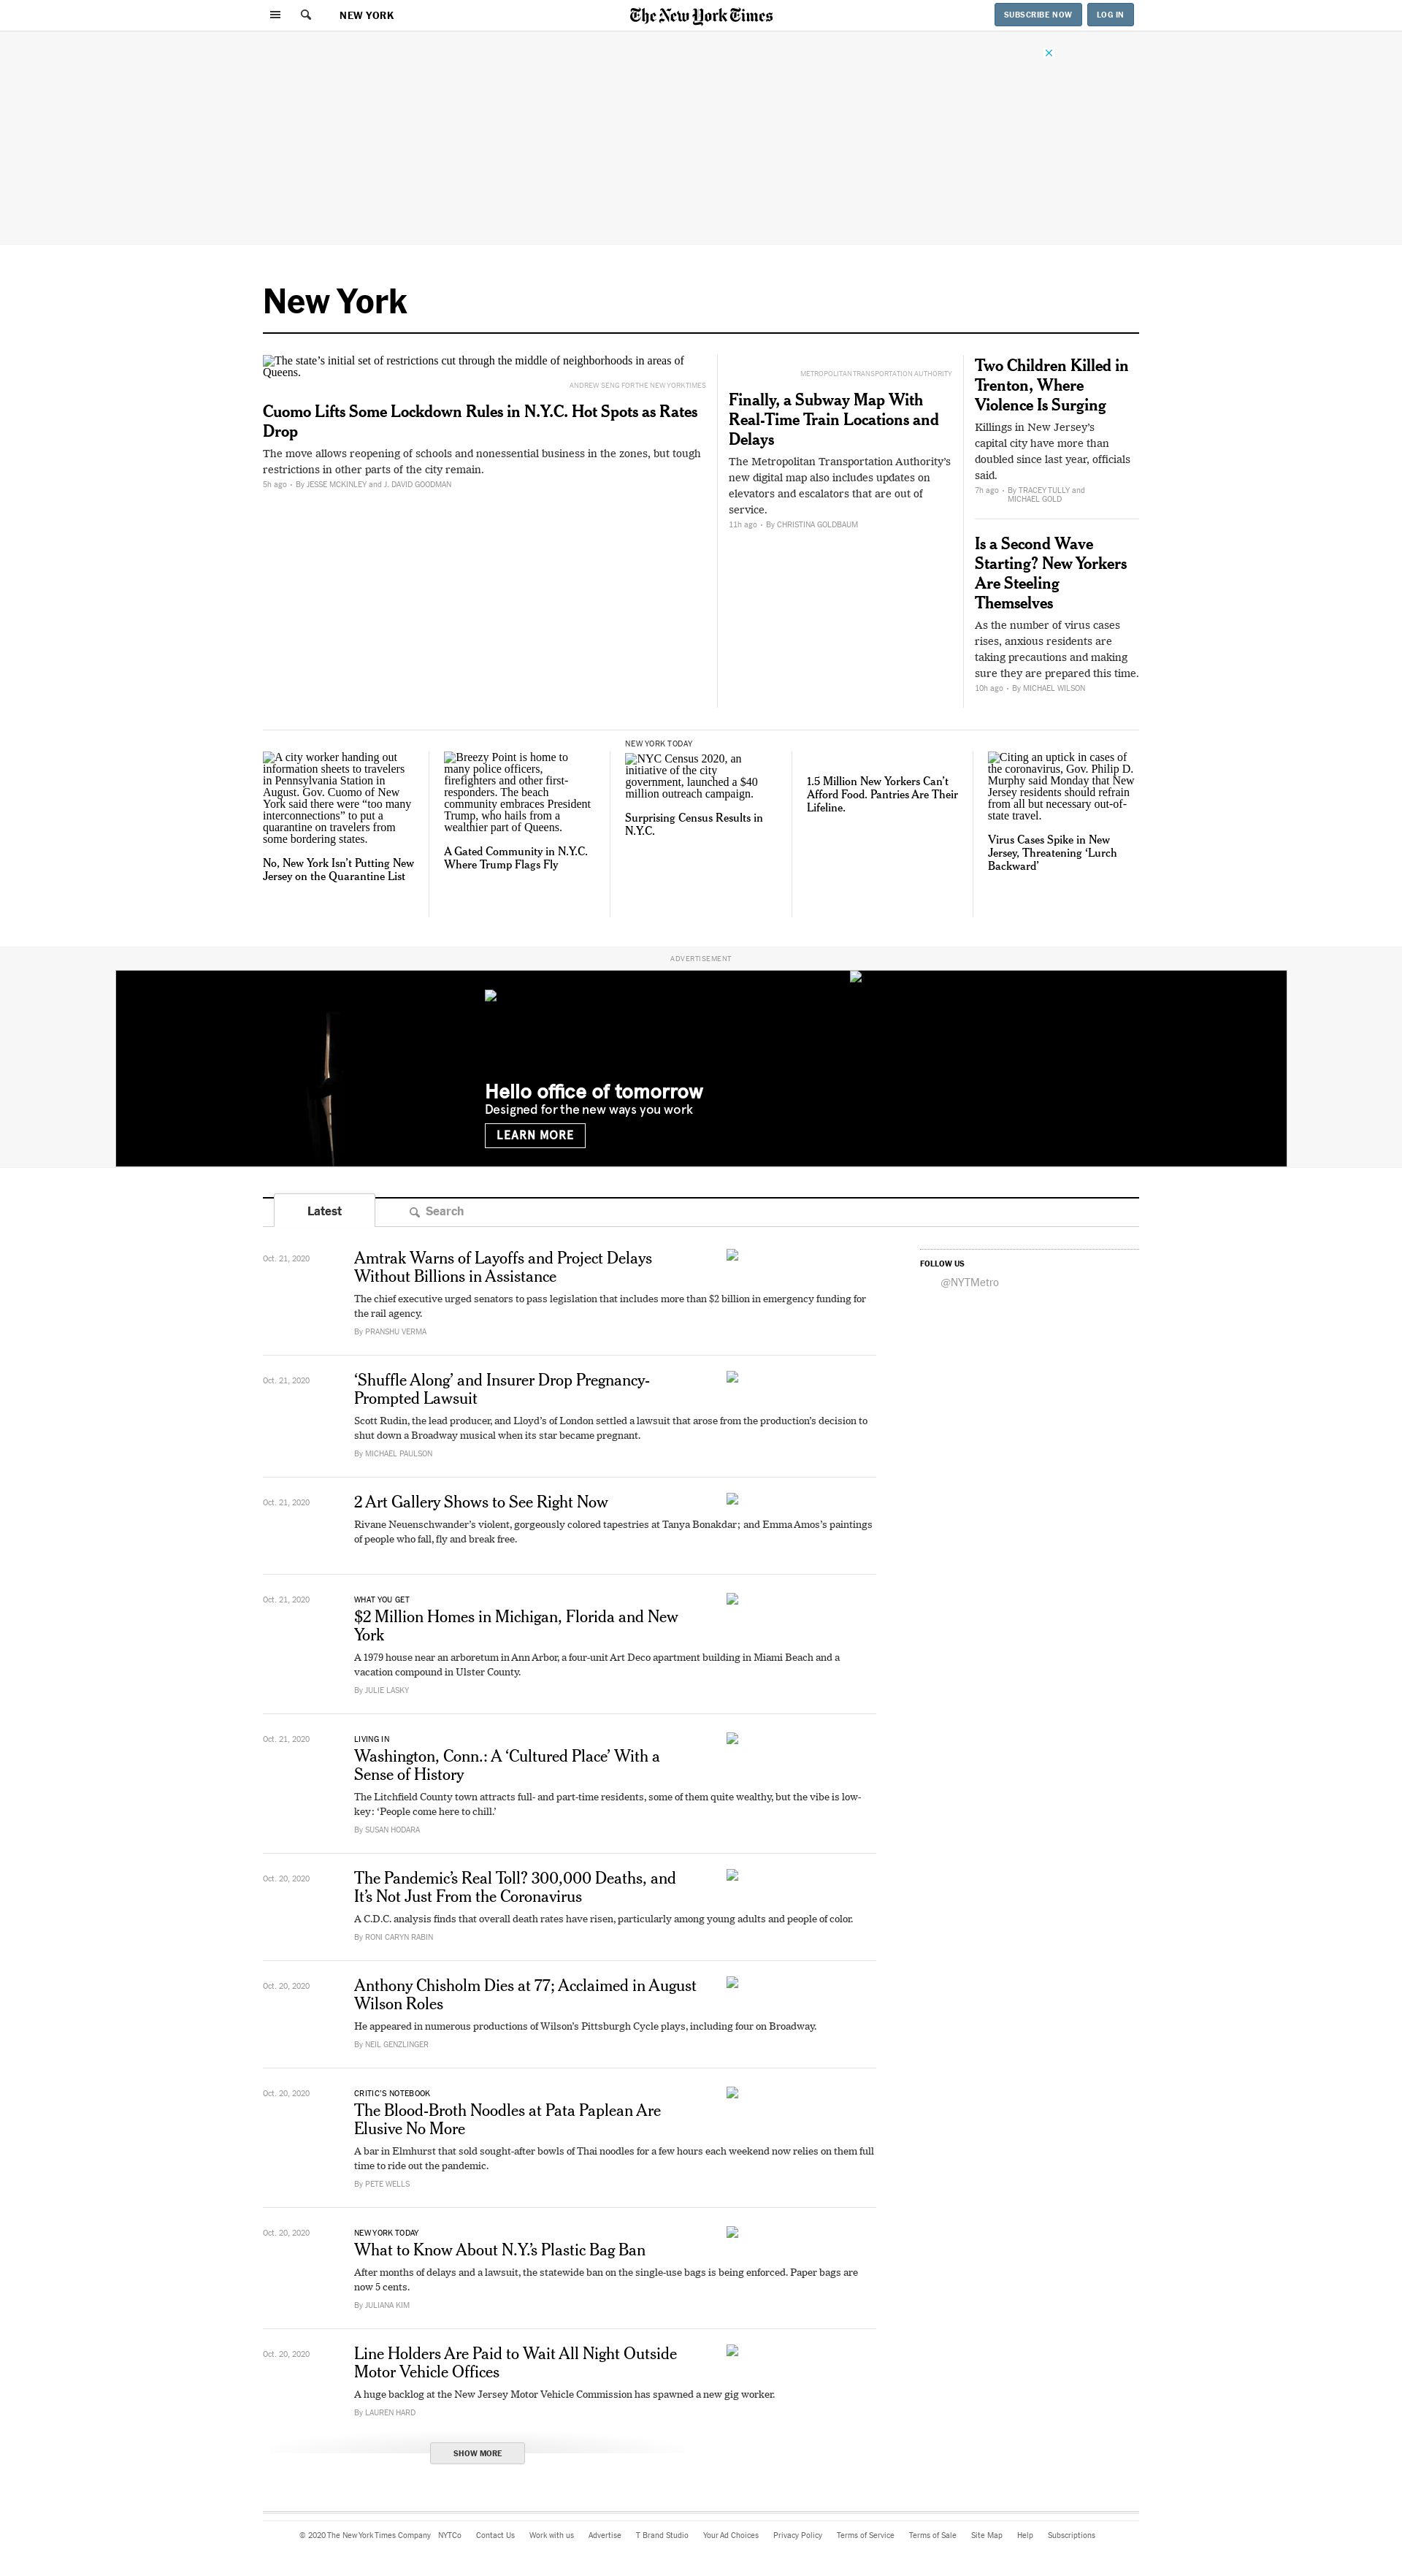 NEW YORK
The New York Times
SUBSCRIBE NOW
LOG IN
New York
The state’s initial set of restrictions cut through the middle of neighborhoods in areas of
Queens.
ANDREW SENG FOR THE NEW YORK TIMES
Cuomo Lifts Some Lockdown Rules in N.Y.C. Hot Spots as Rates
Drop
The move allows reopening of schools and nonessential business in the zones, but tough
restrictions in other parts of the city remain.
5h ago • By JESSE MCKINLEY and J. DAVID GOODMAN
METROPOLITAN TRANSPORTATION AUTHORITY
Finally, a Subway Map With
Real-Time Train Locations and
Delays
The Metropolitan Transportation Authority’s
new digital map also includes updates on
elevators and escalators that are out of
service.
11h ago • By CHRISTINA GOLDBAUM
Two Children Killed in
Trenton, Where
Violence Is Surging
Killings in New Jersey’s
capital city have more than
doubled since last year, officials
said.
7h ago • By TRACEY TULLY and
MICHAEL GOLD
Is a Second Wave
Starting? New Yorkers
Are Steeling
Themselves
As the number of virus cases
rises, anxious residents are
taking precautions and making
sure they are prepared this time.
10h ago • By MICHAEL WILSON
A city worker handing out
information sheets to travelers
in Pensylvania Station in
August. Gov. Cuomo of New
York said there were “too many
interconnections” to put a
quarantine on travelers from
some bordering states.
No, New York Isn’t Putting New
Jersey on the Quarantine List
Breezy Point is home to
many police officers,
firefighters and other first-
responders. The beach
community embraces President
Trump, who hails from a
wealthier part of Queens.
A Gated Community in N.Y.C.
Where Trump Flags Fly
NEW YORK TODAY
NYC Census 2020, an
initiative of the city
government, launched a $40
million outreach campaign.
Surprising Census Results in
N.Y.C.
1.5 Million New Yorkers Can’t
Afford Food. Pantries Are Their
Lifeline.
Citing an uptick in cases of
the coronavirus, Gov. Philip D.
Murphy said Monday that New
Jersey residents should refrain
from all but necessary out-of-
state travel.
Virus Cases Spike in New
Jersey, Threatening ‘Lurch
Backward’
ADVERTISEMENT
Hello office of tomorrow
Designed for the new ways you work
LEARN MORE
Latest
Search
Oct. 21, 2020
Amtrak Warns of Layoffs and Project Delays
Without Billions in Assistance
The chief executive urged senators to pass legislation that includes more than $2 billion in emergency funding for
the rail agency.
By PRANSHU VERMA
FOLLOW US
@NYTMetro
Oct. 21, 2020
‘Shuffle Along’ and Insurer Drop Pregnancy-
Prompted Lawsuit
Scott Rudin, the lead producer, and Lloyd’s of London settled a lawsuit that arose from the production’s decision to
shut down a Broadway musical when its star became pregnant.
By MICHAEL PAULSON
Oct. 21, 2020
2 Art Gallery Shows to See Right Now
Rivane Neuenschwander’s violent, gorgeously colored tapestries at Tanya Bonakdar; and Emma Amos’s paintings
of people who fall, fly and break free.
Oct. 21, 2020
WHAT YOU GET
$2 Million Homes in Michigan, Florida and New
York
A 1979 house near an arboretum in Ann Arbor, a four-unit Art Deco apartment building in Miami Beach and a
vacation compound in Ulster County.
By JULIE LASKY
Oct. 21, 2020
LIVING IN
Washington, Conn.: A ‘Cultured Place’ With a
Sense of History
The Litchfield County town attracts full- and part-time residents, some of them quite wealthy, but the vibe is low-
key: ‘People come here to chill.’
By SUSAN HODARA
Oct. 20, 2020
The Pandemic’s Real Toll? 300,000 Deaths, and
It’s Not Just From the Coronavirus
A C.D.C. analysis finds that overall death rates have risen, particularly among young adults and people of color.
By RONI CARYN RABIN
Oct. 20, 2020
Anthony Chisholm Dies at 77; Acclaimed in August
Wilson Roles
He appeared in numerous productions of Wilson’s Pittsburgh Cycle plays, including four on Broadway.
By NEIL GENZLINGER
Oct. 20, 2020
CRITIC’S NOTEBOOK
The Blood-Broth Noodles at Pata Paplean Are
Elusive No More
A bar in Elmhurst that sold sought-after bowls of Thai noodles for a few hours each weekend now relies on them full
time to ride out the pandemic.
By PETE WELLS
Oct. 20, 2020
NEW YORK TODAY
What to Know About N.Y.’s Plastic Bag Ban
After months of delays and a lawsuit, the statewide ban on the single-use bags is being enforced. Paper bags are
now 5 cents.
By JULIANA KIM
Oct. 20, 2020
Line Holders Are Paid to Wait All Night Outside
Motor Vehicle Offices
A huge backlog at the New Jersey Motor Vehicle Commission has spawned a new gig worker.
By LAUREN HARD
SHOW MORE
© 2020 The New York Times Company NYTCo Contact Us Work with us Advertise T Brand Studio Your Ad Choices Privacy Policy Terms of Service Terms of Sale Site Map Help Subscriptions